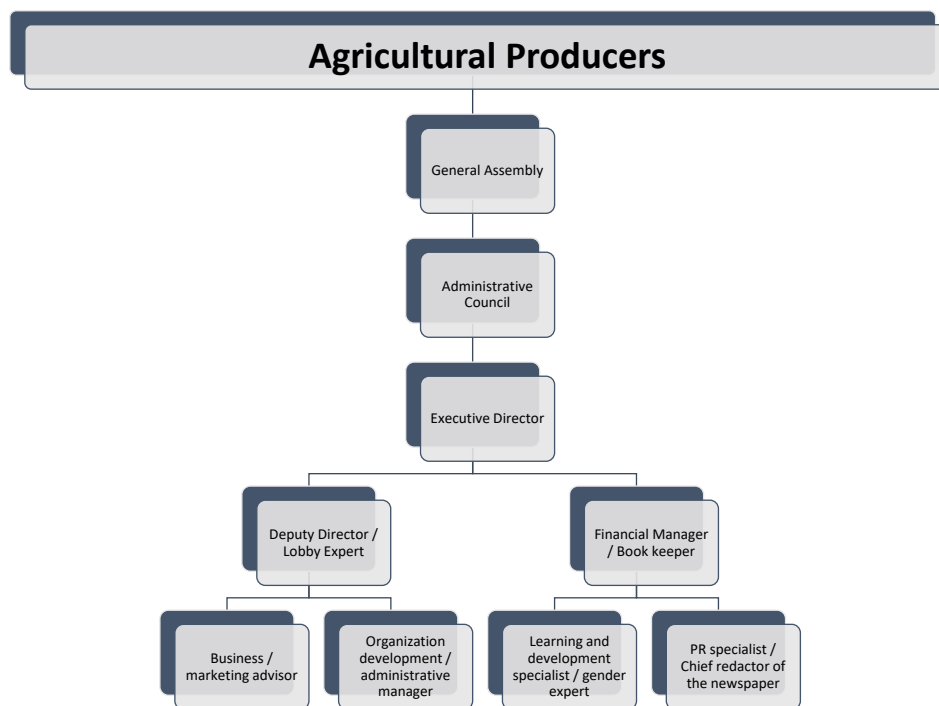 Agricultural Producers
General Assembly
Administrative
Council
Executive Director
Deputy Director /
Lobby Expert
Financial Manager
/ Book keeper
Business /
marketing advisor
Organization
development /
administrative
manager
Learning and
development
specialist / gender
expert
PR specialist /
Chief redactor of
the newspaper